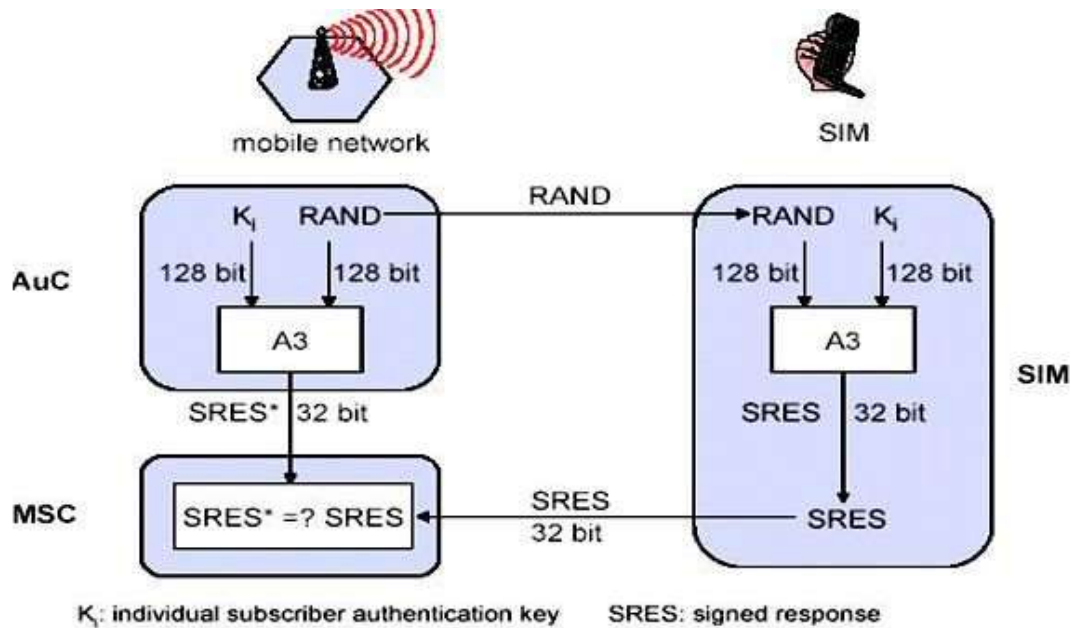 mobile network
SIM
RAND
Ki RAND
RAND Ki
AuC
128 bit 128 bit
128 bit 128 bit
A3
A3
SIM
SRES* 32 bit
SRES 32 bit
MSC
SRES* =? SRES
SRES
32 bit
SRES
Ki: individual subscriber authentication key SRES: signed response